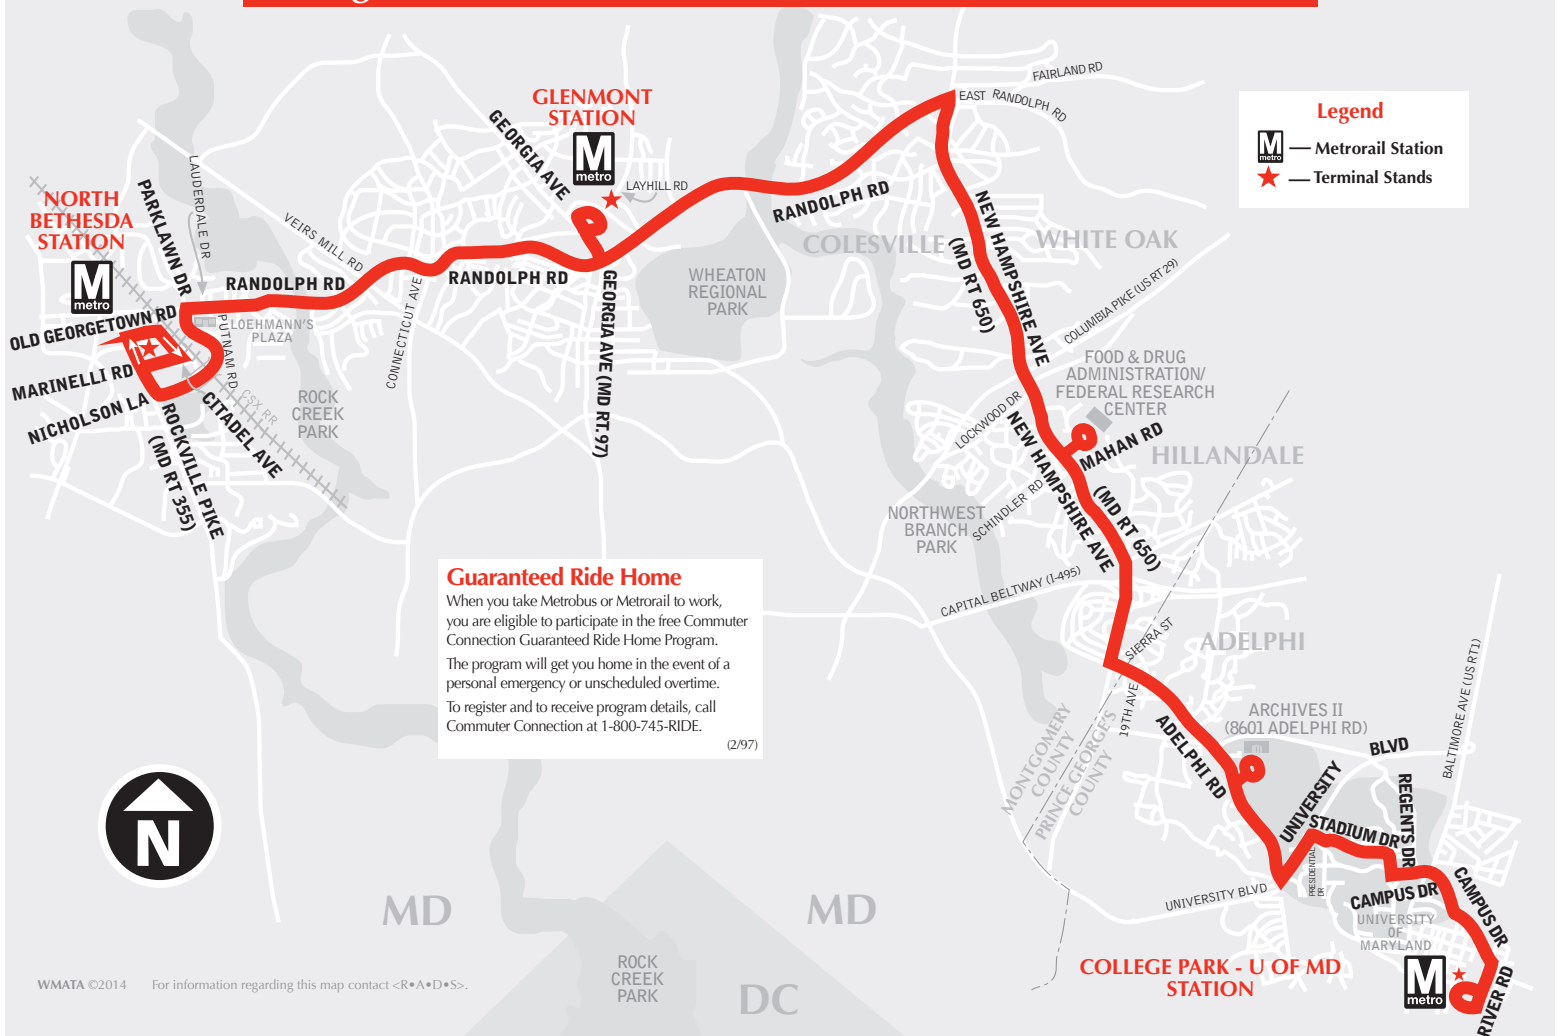 FAIRLAND RD
EAST RANDOLPH RD
Legend
M
metro
Metrorail Station
Terminal Stands
GLENMONT
STATION
M
metro
GEORGIA AVE
LAYHILL RD
RANDOLPH RD
NEW HAMPSHIRE AVE
(MD RT 650)
COLESVILLE
WHITE OAK
COLUMBIA PIKE (US RT 29)
NORTH
BETHESDA
STATION
M
metro
PARKLAWN DR
LAUDERDALE DR
VEIRS MILL RD
RANDOLPH RD
RANDOLPH RD
CONNECTICUT AVE
GEORGIA AVE (MD RT. 97)
WHEATON
REGIONAL
PARK
OLD GEORGETOWN RD
LOEHMANN'S
PLAZA
PUTNAM RD
MARINELLI RD
NICHOLSON LA
CSX RR
CITADEL AVE
ROCKVILLE PIKE
(MD RT 355)
ROCK
CREEK
PARK
FOOD & DRUG
ADMINISTRATION/
FEDERAL RESEARCH
CENTER
LOCKWOOD DR
MAHAN RD
HILLANDALE
NEW HAMPSHIRE AVE
(MD RT 650)
SCHINDLER RD
NORTHWEST
BRANCH
PARK
CAPITAL BELTWAY (I-495)
Guaranteed Ride Home
When you take Metrobus or Metrorail to work,
you are eligible to participate in the free Commuter
Connection Guaranteed Ride Home Program.
The program will get you home in the event of a
personal emergency or unscheduled overtime.
To register and to receive program details, call
Commuter Connection at 1-800-745-RIDE.
(2/97)
SIERRA ST
ADELPHI
19TH AVE
MONTGOMERY
COUNTY
PRINCE GEORGE'S
COUNTY
ADELPHI RD
ARCHIVES II
(8601 ADELPHI RD)
UNIVERSITY BLVD
BALTIMORE AVE (US RT1)
REGENTS DR
STADIUM DR
PRESIDENTIAL
DR
UNIVERSITY BLVD
CAMPUS DR
CAMPUS DR
UNIVERSITY
OF
MARYLAND
COLLEGE PARK - U OF MD
STATION
M
metro
RIVER RD
N
MD
MD
DC
ROCK
CREEK
PARK
WMATA ©2014 For information regarding this map contact <R•A•D•S>.